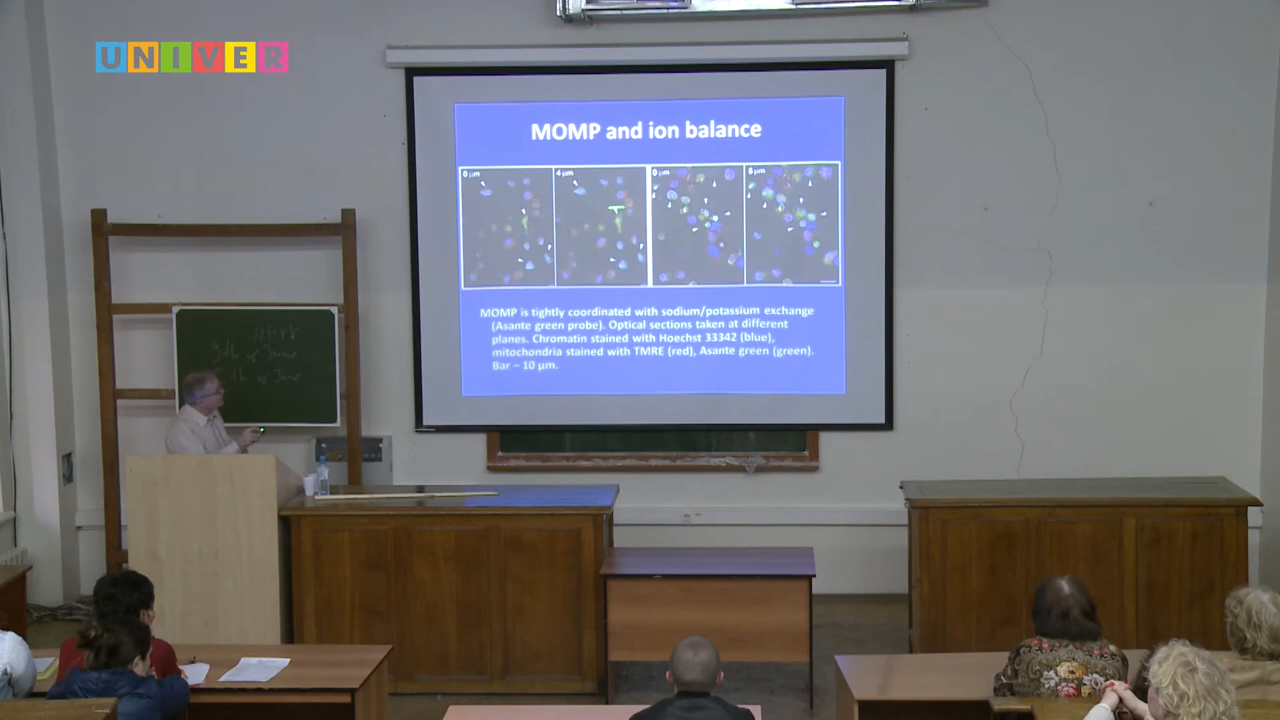 UNIVER
MOMP and ion balance
0 µm
4 µm
0 µm
8 µm
MOMP is tightly coordinated with sodium/potassium exchange
(Asante green probe). Optical sections taken at different
planes. Chromatin stained with Hoechst 33342 (blue),
mitochondria stained with TMRE (red), Asante green (green).
Bar – 10 µm.